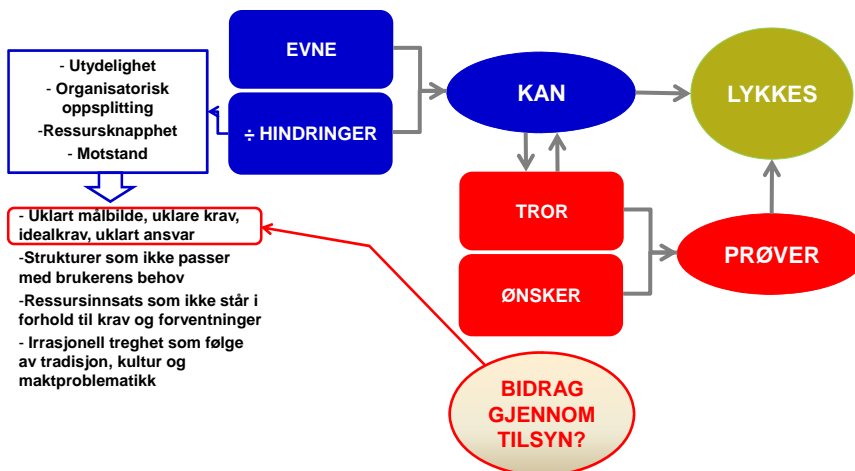 - Utydelighet
- Organisatorisk
oppsplitting
-Ressursknapphet
- Motstand
EVNE
÷ HINDRINGER
KAN
LYKKES
TROR
ØNSKER
PRØVER
- Uklart målbilde, uklare krav,
idealkrav, uklart ansvar
-Strukturer som ikke passer
med brukerens behov
-Ressursinnsats som ikke står i
forhold til krav og forventninger
- Irrasjonell treghet som følge
av tradisjon, kultur og
maktproblematikk
BIDRAG
GJENNOM
TILSYN?